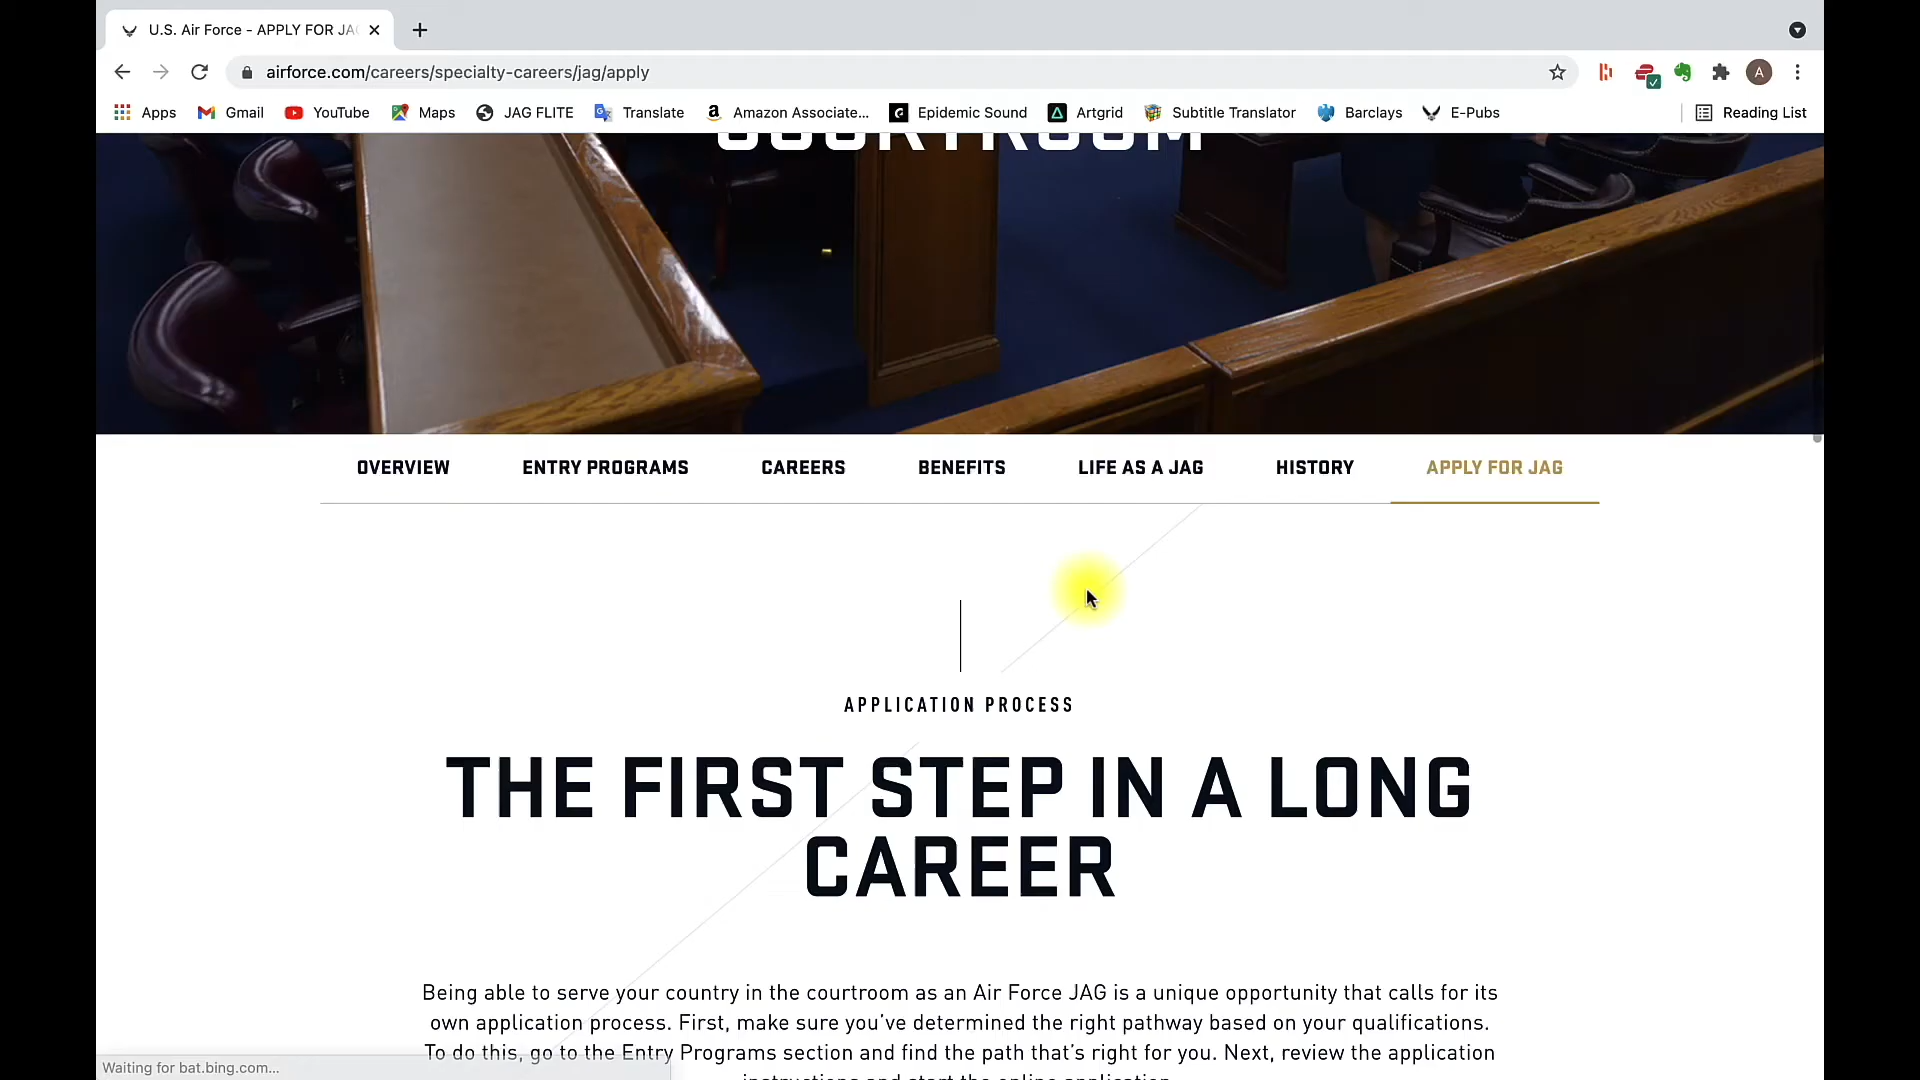 U.S. Air Force - APPLY FOR JA
airforce.com/careers/specialty-careers/jag/apply
A
Apps Gmail YouTube Maps JAG FLITE Translate Amazon Associate... Epidemic Sound Artgrid Subtitle Translator Barclays E-Pubs Reading List
COURTROOM
OVERVIEW ENTRY PROGRAMS CAREERS BENEFITS LIFE AS A JAG HISTORY APPLY FOR JAG
APPLICATION PROCESS
THE FIRST STEP IN A LONG
CAREER
Being able to serve your country in the courtroom as an Air Force JAG is a unique opportunity that calls for its
own application process. First, make sure you've determined the right pathway based on your qualifications.
To do this, go to the Entry Programs section and find the path that's right for you. Next, review the application
instructions and start the online application.
Waiting for bat.bing.com...